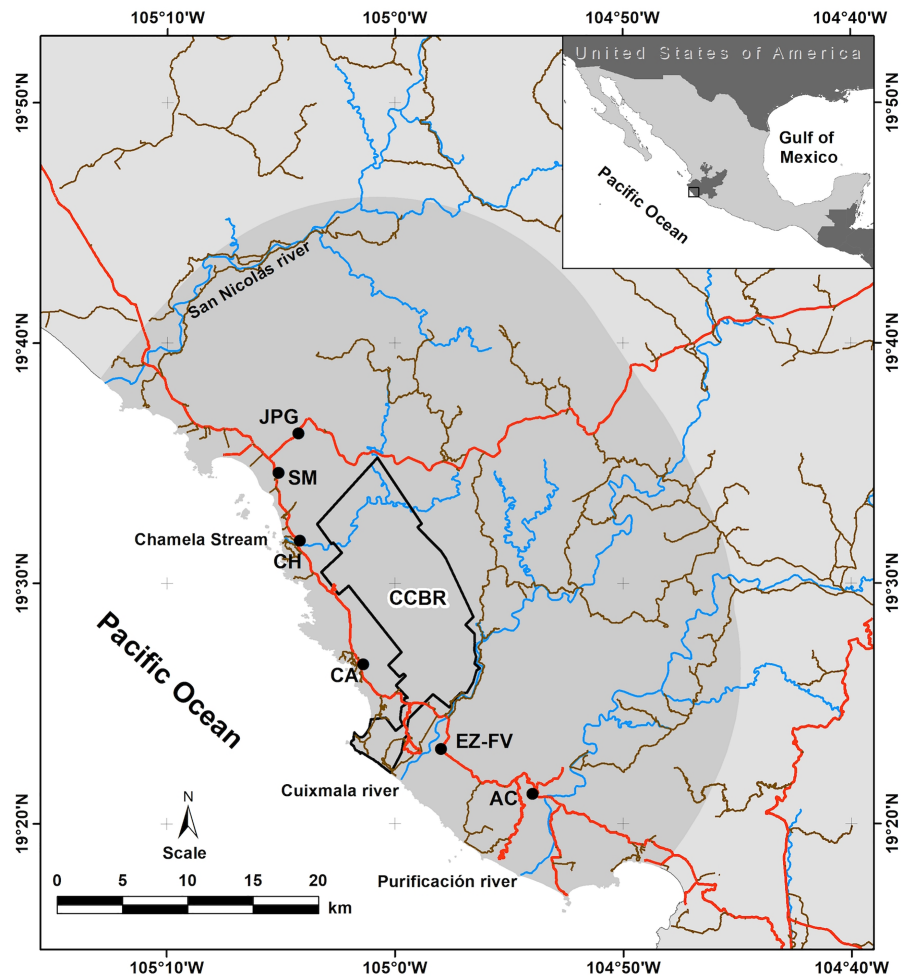 105°10'W 105°0'W 104°50'W 104°40'W
United States of America
19°50'N
19°50'N
Gulf of
Mexico
Pacific Ocean
San Nicolás river
19°40'N
19°40'N
JPG
SM
Chamela Stream
CH
19°30'N
19°30'N
CCBR
Pacific Ocean
CA
EZ-FV
Cuixmala river
AC
19°20'N
19°20'N
N
Scale
0 5 10 15 20
km
Purificación river
105°10'W 105°0'W 104°50'W 104°40'W